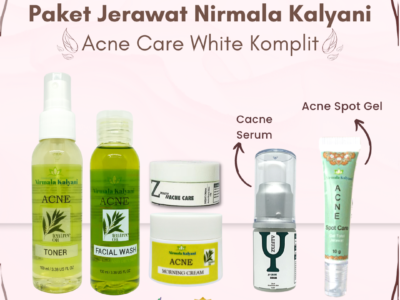 Paket Jerawat Nirmala Kalyani
Acne Care White Komplit
Acne Spot Gel
Cacne
Serum
Nirmala kalyani
ACNE
TONER
Nirmala kalyani
ACNE
FACIAL WASH
ACNE CARE
ACNE
MORNING CREAM
ACNE
Spot Care